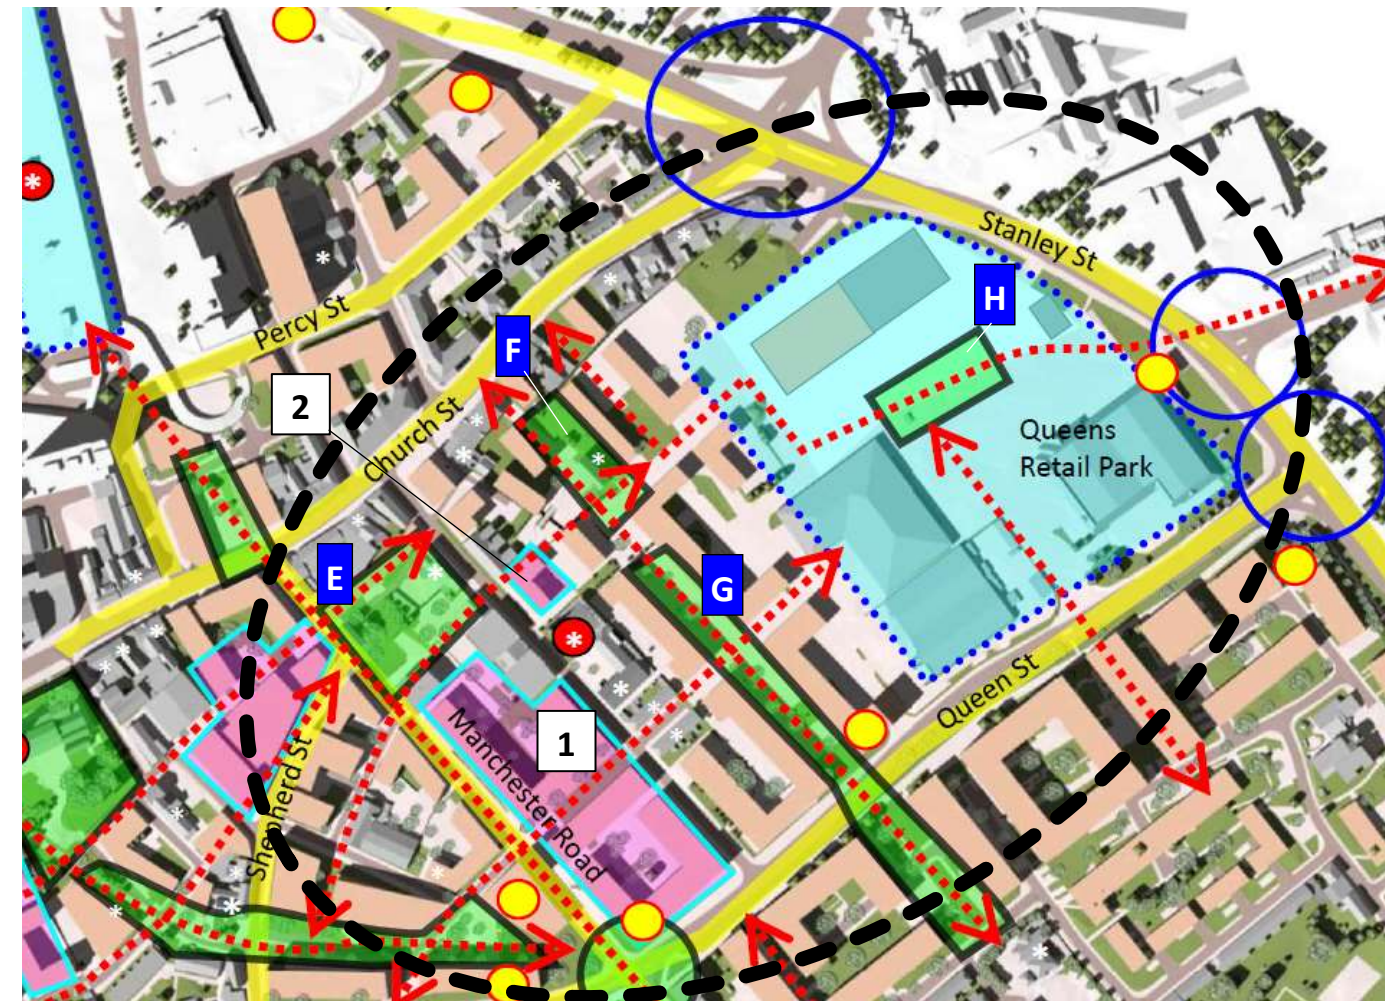 Stanley St
H
Percy St
F
2
Church St
Queens
Retail Park
E
G
Queen St
1
Manchester Road
Shepherd St